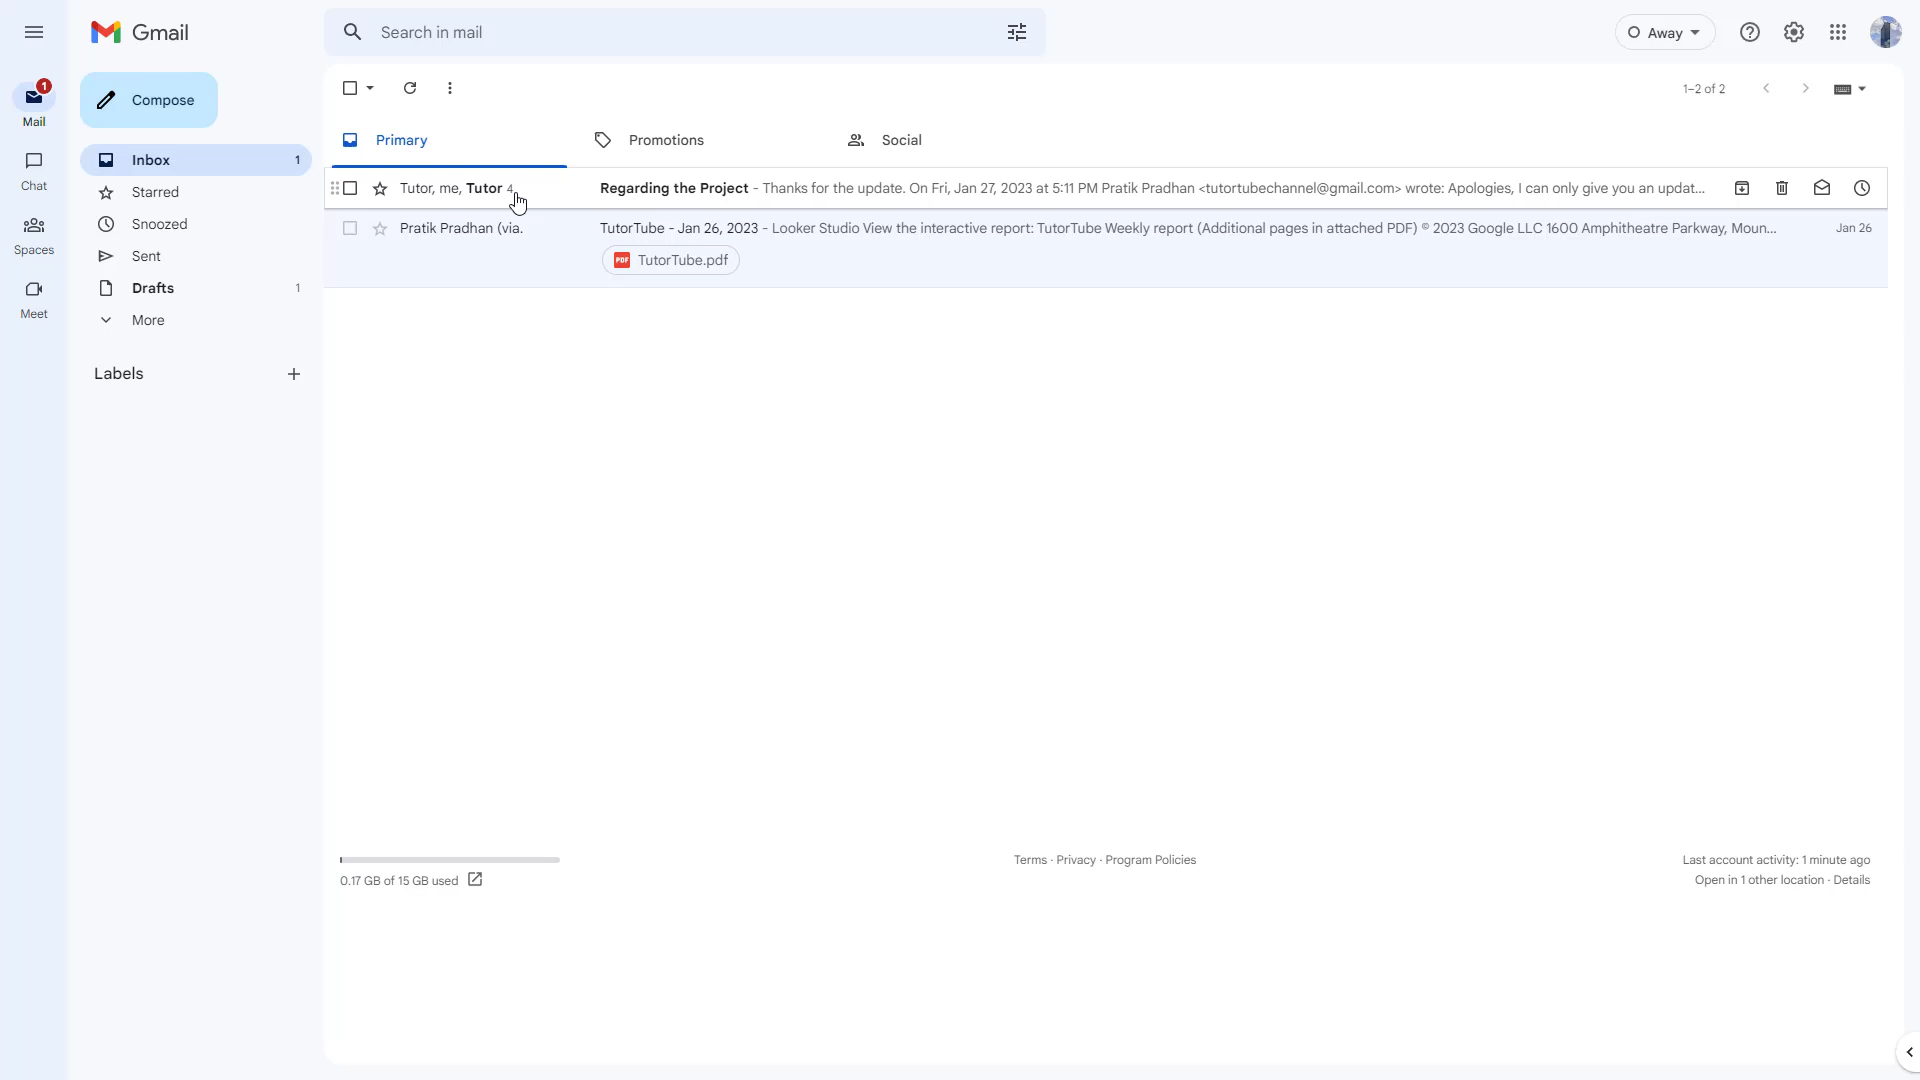 Gmail
Search in mail
Away
1
Mail
Compose
1–2 of 2
Inbox 1
Primary
Promotions
Social
Chat
Starred
Tutor, me, Tutor 4
Regarding the Project - Thanks for the update. On Fri, Jan 27, 2023 at 5:11 PM Pratik Pradhan <tutortubechannel@gmail.com> wrote: Apologies, I can only give you an updat...
Snoozed
Pratik Pradhan (via.
TutorTube - Jan 26, 2023 - Looker Studio View the interactive report: TutorTube Weekly report (Additional pages in attached PDF) © 2023 Google LLC 1600 Amphitheatre Parkway, Moun...
Jan 26
Spaces
Sent
PDF TutorTube.pdf
Drafts 1
Meet
More
Labels
0.17 GB of 15 GB used
Terms · Privacy · Program Policies
Last account activity: 1 minute ago
Open in 1 other location · Details